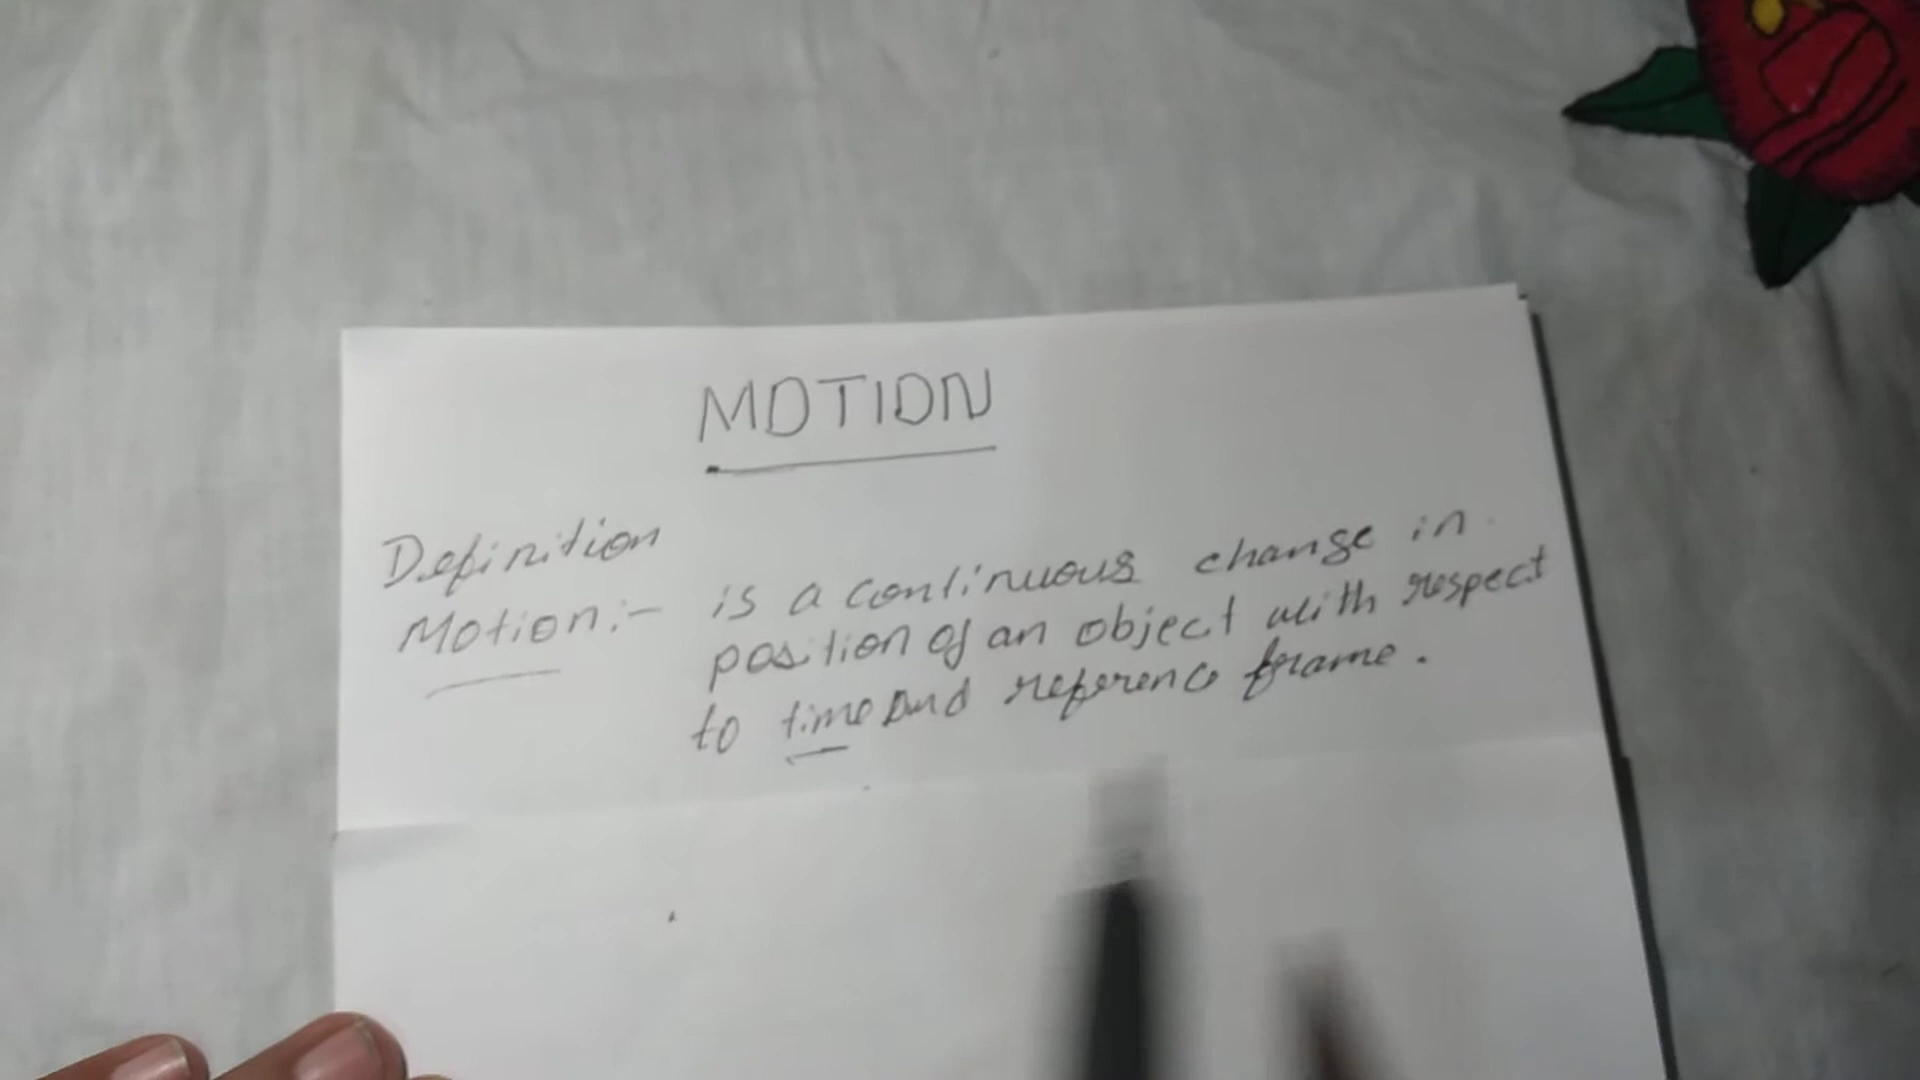 MOTION
Definition
Motion:- is a continuous change in
position of an object with respect
to time and reference frame.